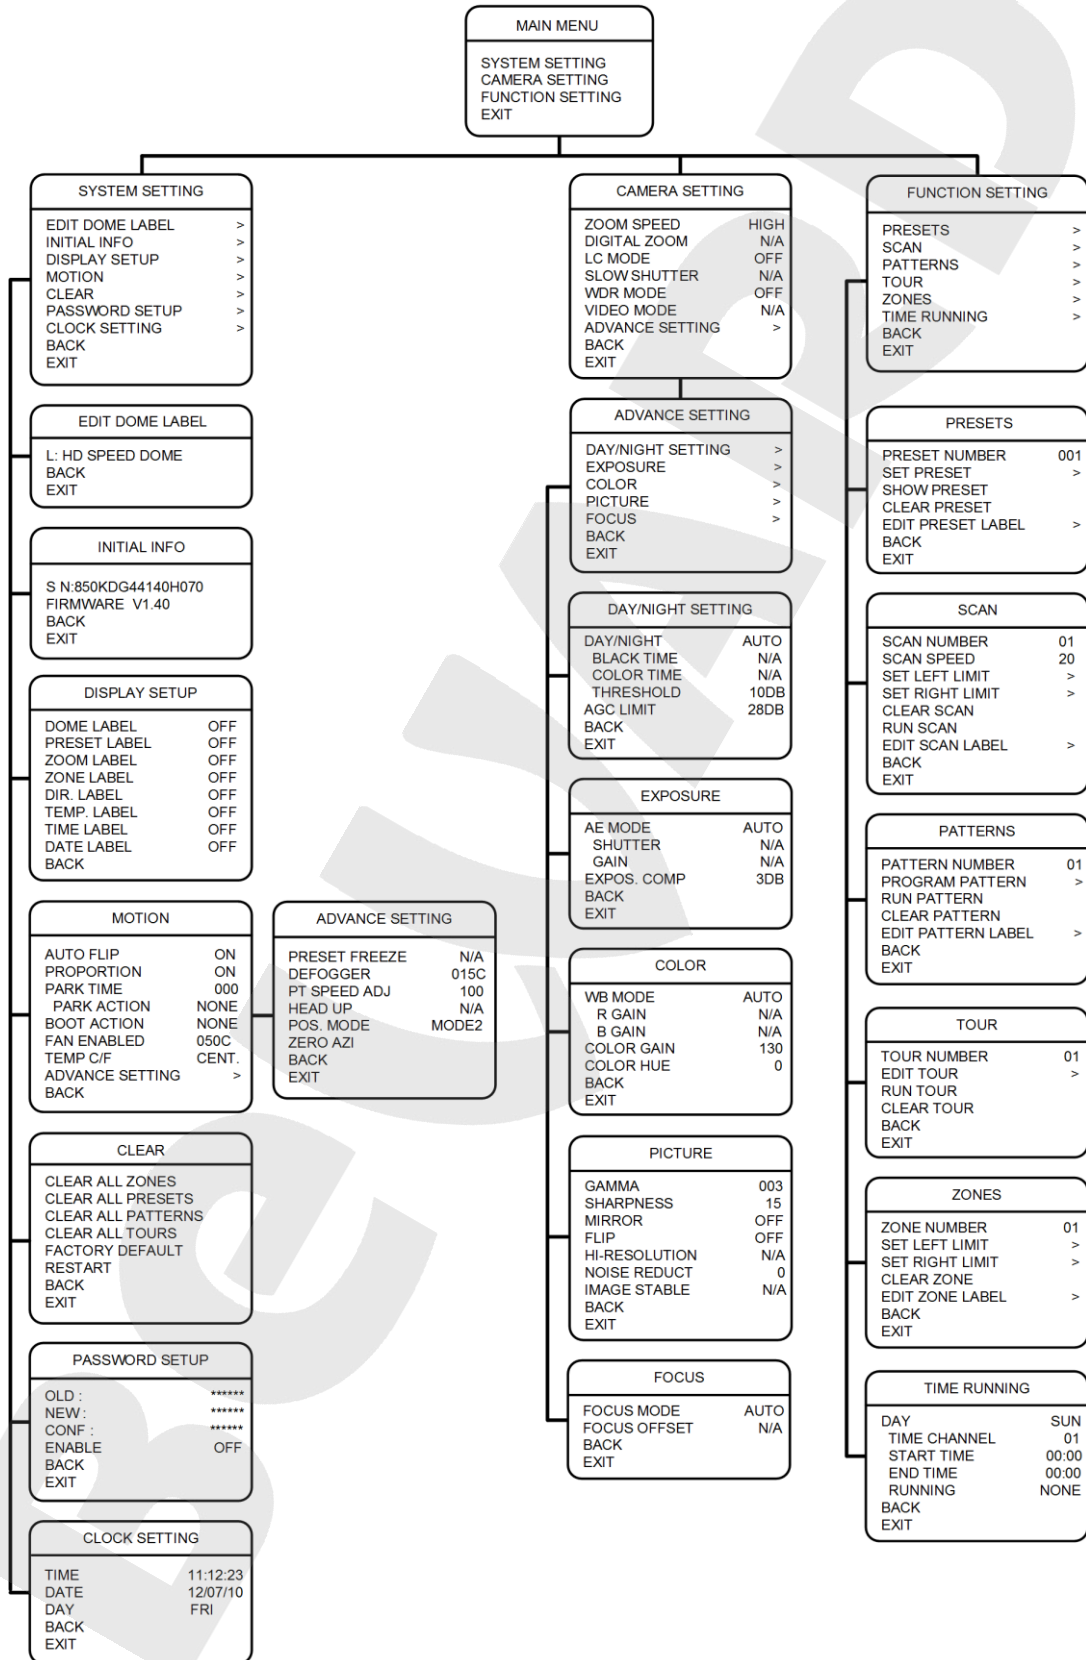 MAIN MENU
SYSTEM SETTING
CAMERA SETTING
FUNCTION SETTING
EXIT
SYSTEM SETTING
EDIT DOME LABEL >
INITIAL INFO >
DISPLAY SETUP >
MOTION >
CLEAR >
PASSWORD SETUP >
CLOCK SETTING >
BACK
EXIT
EDIT DOME LABEL
L: HD SPEED DOME
BACK
EXIT
INITIAL INFO
S N:850KDG44140H070
FIRMWARE V1.40
BACK
EXIT
DISPLAY SETUP
DOME LABEL OFF
PRESET LABEL OFF
ZOOM LABEL OFF
ZONE LABEL OFF
DIR. LABEL OFF
TEMP. LABEL OFF
TIME LABEL OFF
DATE LABEL OFF
BACK
MOTION
AUTO FLIP ON
PROPORTION ON
PARK TIME 000
PARK ACTION NONE
BOOT ACTION NONE
FAN ENABLED 050C
TEMP C/F CENT.
ADVANCE SETTING >
BACK
ADVANCE SETTING
PRESET FREEZE N/A
DEFOGGER 015C
PT SPEED ADJ 100
HEAD UP N/A
POS. MODE MODE2
ZERO AZI
BACK
EXIT
CLEAR
CLEAR ALL ZONES
CLEAR ALL PRESETS
CLEAR ALL PATTERNS
CLEAR ALL TOURS
FACTORY DEFAULT
RESTART
BACK
EXIT
PASSWORD SETUP
OLD : ******
NEW : ******
CONF : ******
ENABLE OFF
BACK
EXIT
CLOCK SETTING
TIME 11:12:23
DATE 12/07/10
DAY FRI
BACK
EXIT
CAMERA SETTING
ZOOM SPEED HIGH
DIGITAL ZOOM N/A
LC MODE OFF
SLOW SHUTTER N/A
WDR MODE OFF
VIDEO MODE N/A
ADVANCE SETTING >
BACK
EXIT
ADVANCE SETTING
DAY/NIGHT SETTING >
EXPOSURE >
COLOR >
PICTURE >
FOCUS >
BACK
EXIT
DAY/NIGHT SETTING
DAY/NIGHT AUTO
BLACK TIME N/A
COLOR TIME N/A
THRESHOLD 10DB
AGC LIMIT 28DB
BACK
EXIT
EXPOSURE
AE MODE AUTO
SHUTTER N/A
GAIN N/A
EXPOS. COMP 3DB
BACK
EXIT
COLOR
WB MODE AUTO
R GAIN N/A
B GAIN N/A
COLOR GAIN 130
COLOR HUE 0
BACK
EXIT
PICTURE
GAMMA 003
SHARPNESS 15
MIRROR OFF
FLIP OFF
HI-RESOLUTION N/A
NOISE REDUCT 0
IMAGE STABLE N/A
BACK
EXIT
FOCUS
FOCUS MODE AUTO
FOCUS OFFSET N/A
BACK
EXIT
FUNCTION SETTING
PRESETS >
SCAN >
PATTERNS >
TOUR >
ZONES >
TIME RUNNING >
BACK
EXIT
PRESETS
PRESET NUMBER 001
SET PRESET >
SHOW PRESET
CLEAR PRESET
EDIT PRESET LABEL >
BACK
EXIT
SCAN
SCAN NUMBER 01
SCAN SPEED 20
SET LEFT LIMIT >
SET RIGHT LIMIT >
CLEAR SCAN
RUN SCAN
EDIT SCAN LABEL >
BACK
EXIT
PATTERNS
PATTERN NUMBER 01
PROGRAM PATTERN >
RUN PATTERN
CLEAR PATTERN
EDIT PATTERN LABEL >
BACK
EXIT
TOUR
TOUR NUMBER 01
EDIT TOUR >
RUN TOUR
CLEAR TOUR
BACK
EXIT
ZONES
ZONE NUMBER 01
SET LEFT LIMIT >
SET RIGHT LIMIT >
CLEAR ZONE
EDIT ZONE LABEL >
BACK
EXIT
TIME RUNNING
DAY SUN
TIME CHANNEL 01
START TIME 00:00
END TIME 00:00
RUNNING NONE
BACK
EXIT
BeWARD